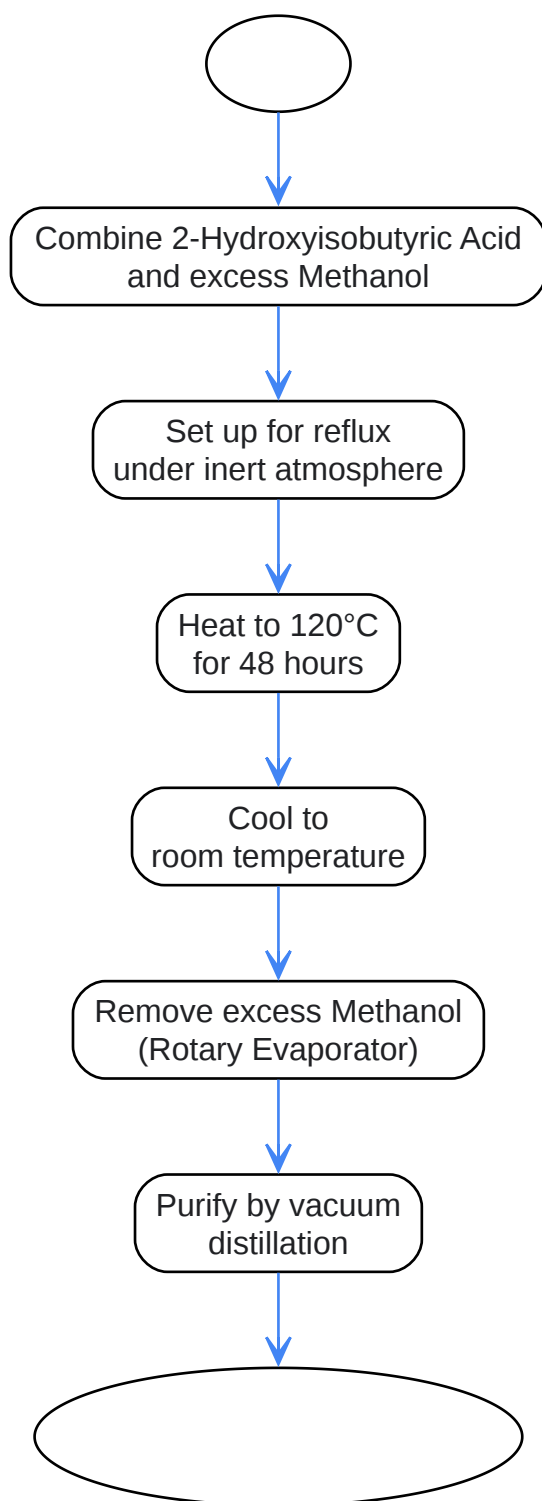 Combine 2-Hydroxyisobutyric Acid
and excess Methanol
Set up for reflux
under inert atmosphere
Heat to 120°C
for 48 hours
Cool to
room temperature
Remove excess Methanol
(Rotary Evaporator)
Purify by vacuum
distillation